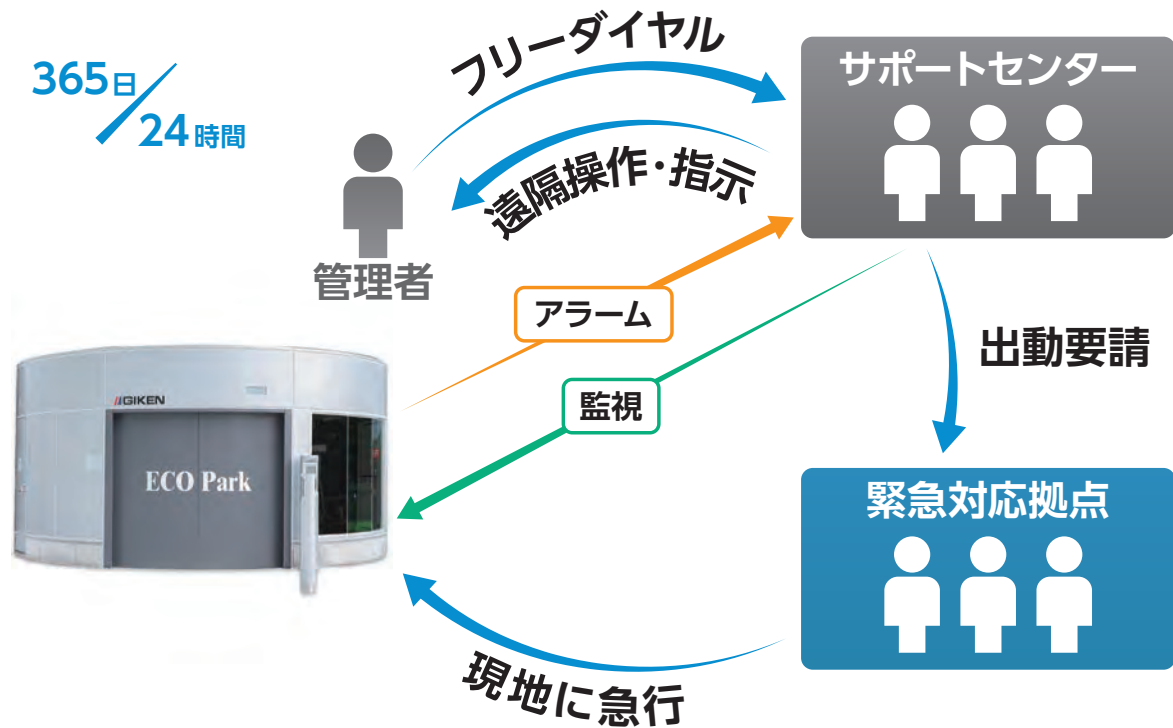 365日
24時間
フリーダイヤル
サポートセンター
遠隔操作・指示
管理者
アラーム
監視
出動要請
GIKEN
ECO Park
緊急対応拠点
現地に急行